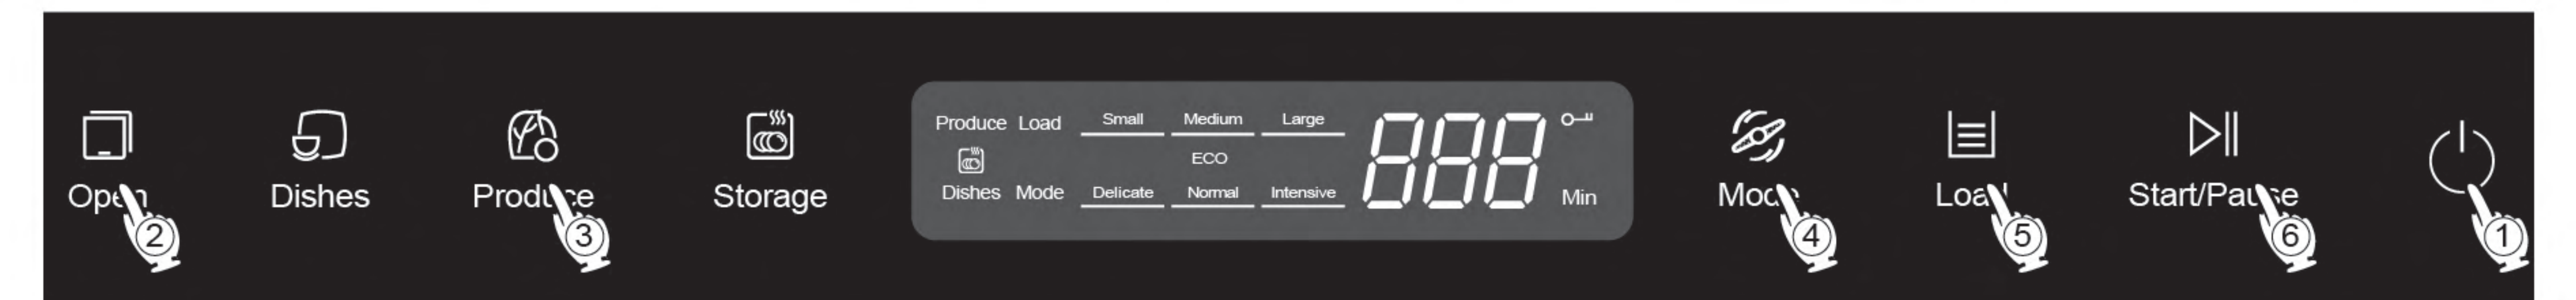 Produce Load Small Medium Large
ECO
Dishes Mode Delicate Normal Intensive
888
Min
Open
Dishes
Produce
Storage
Mode
Load
Start/Pause
2
3
4
5
6
1